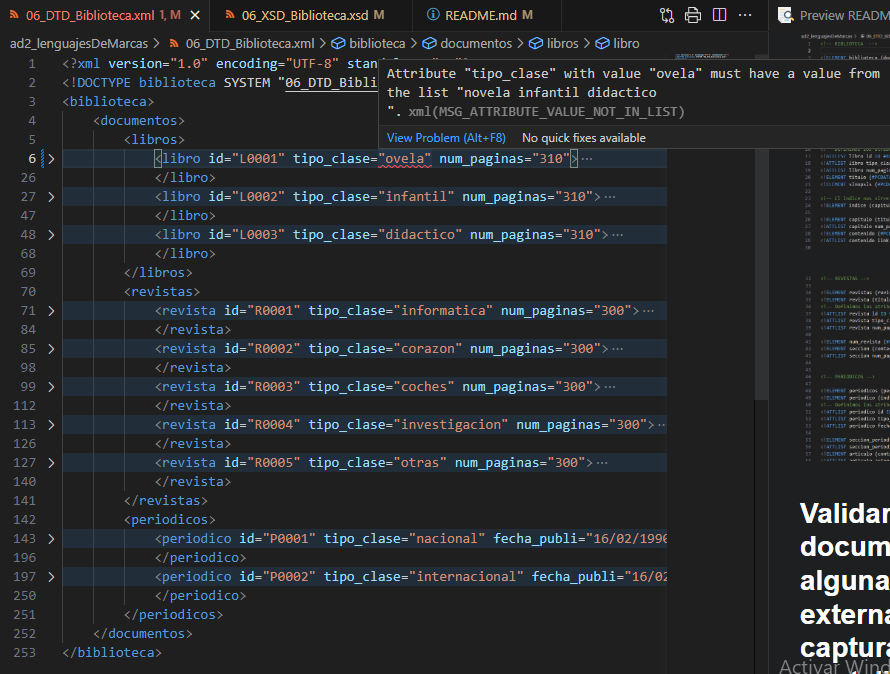 06_DTD_Biblioteca.xml 1, M
06_XSD_Biblioteca.xsd M
README.md M
Preview READM
ad2_lenguajesDeMarcas > 06_DTD_Biblioteca.xml > biblioteca > documentos > libros > libro
1 <?xml version="1.0" encoding="UTF-8"
2 <!DOCTYPE biblioteca SYSTEM "06_DTD_Bibli
3 <biblioteca>
4 <documentos>
5 <libros>
Attribute "tipo_clase" with value "ovela" must have a value from
the list "novela infantil didactico
". xml(MSG_ATTRIBUTE_VALUE_NOT_IN_LIST)
View Problem (Alt+F8) No quick fixes available
6 <libro id="L0001" tipo_clase="ovela" num_paginas="310">···
26 </libro>
27 <libro id="L0002" tipo_clase="infantil" num_paginas="310">···
47 </libro>
48 <libro id="L0003" tipo_clase="didactico" num_paginas="310">···
68 </libro>
69 </libros>
70 <revistas>
71 <revista id="R0001" tipo_clase="informatica" num_paginas="300">···
84 </revista>
85 <revista id="R0002" tipo_clase="corazon" num_paginas="300">···
98 </revista>
99 <revista id="R0003" tipo_clase="coches" num_paginas="300">···
112 </revista>
113 <revista id="R0004" tipo_clase="investigacion" num_paginas="300">··
126 </revista>
127 <revista id="R0005" tipo_clase="otras" num_paginas="300">···
140 </revista>
141 </revistas>
142 <periodicos>
143 <periodico id="P0001" tipo_clase="nacional" fecha_publi="16/02/1990
196 </periodico>
197 <periodico id="P0002" tipo_clase="internacional" fecha_publi="16/02
250 </periodico>
251 </periodicos>
252 </documentos>
253 </biblioteca>
Validar
docum
alguna
externa
captura
Activar Wind